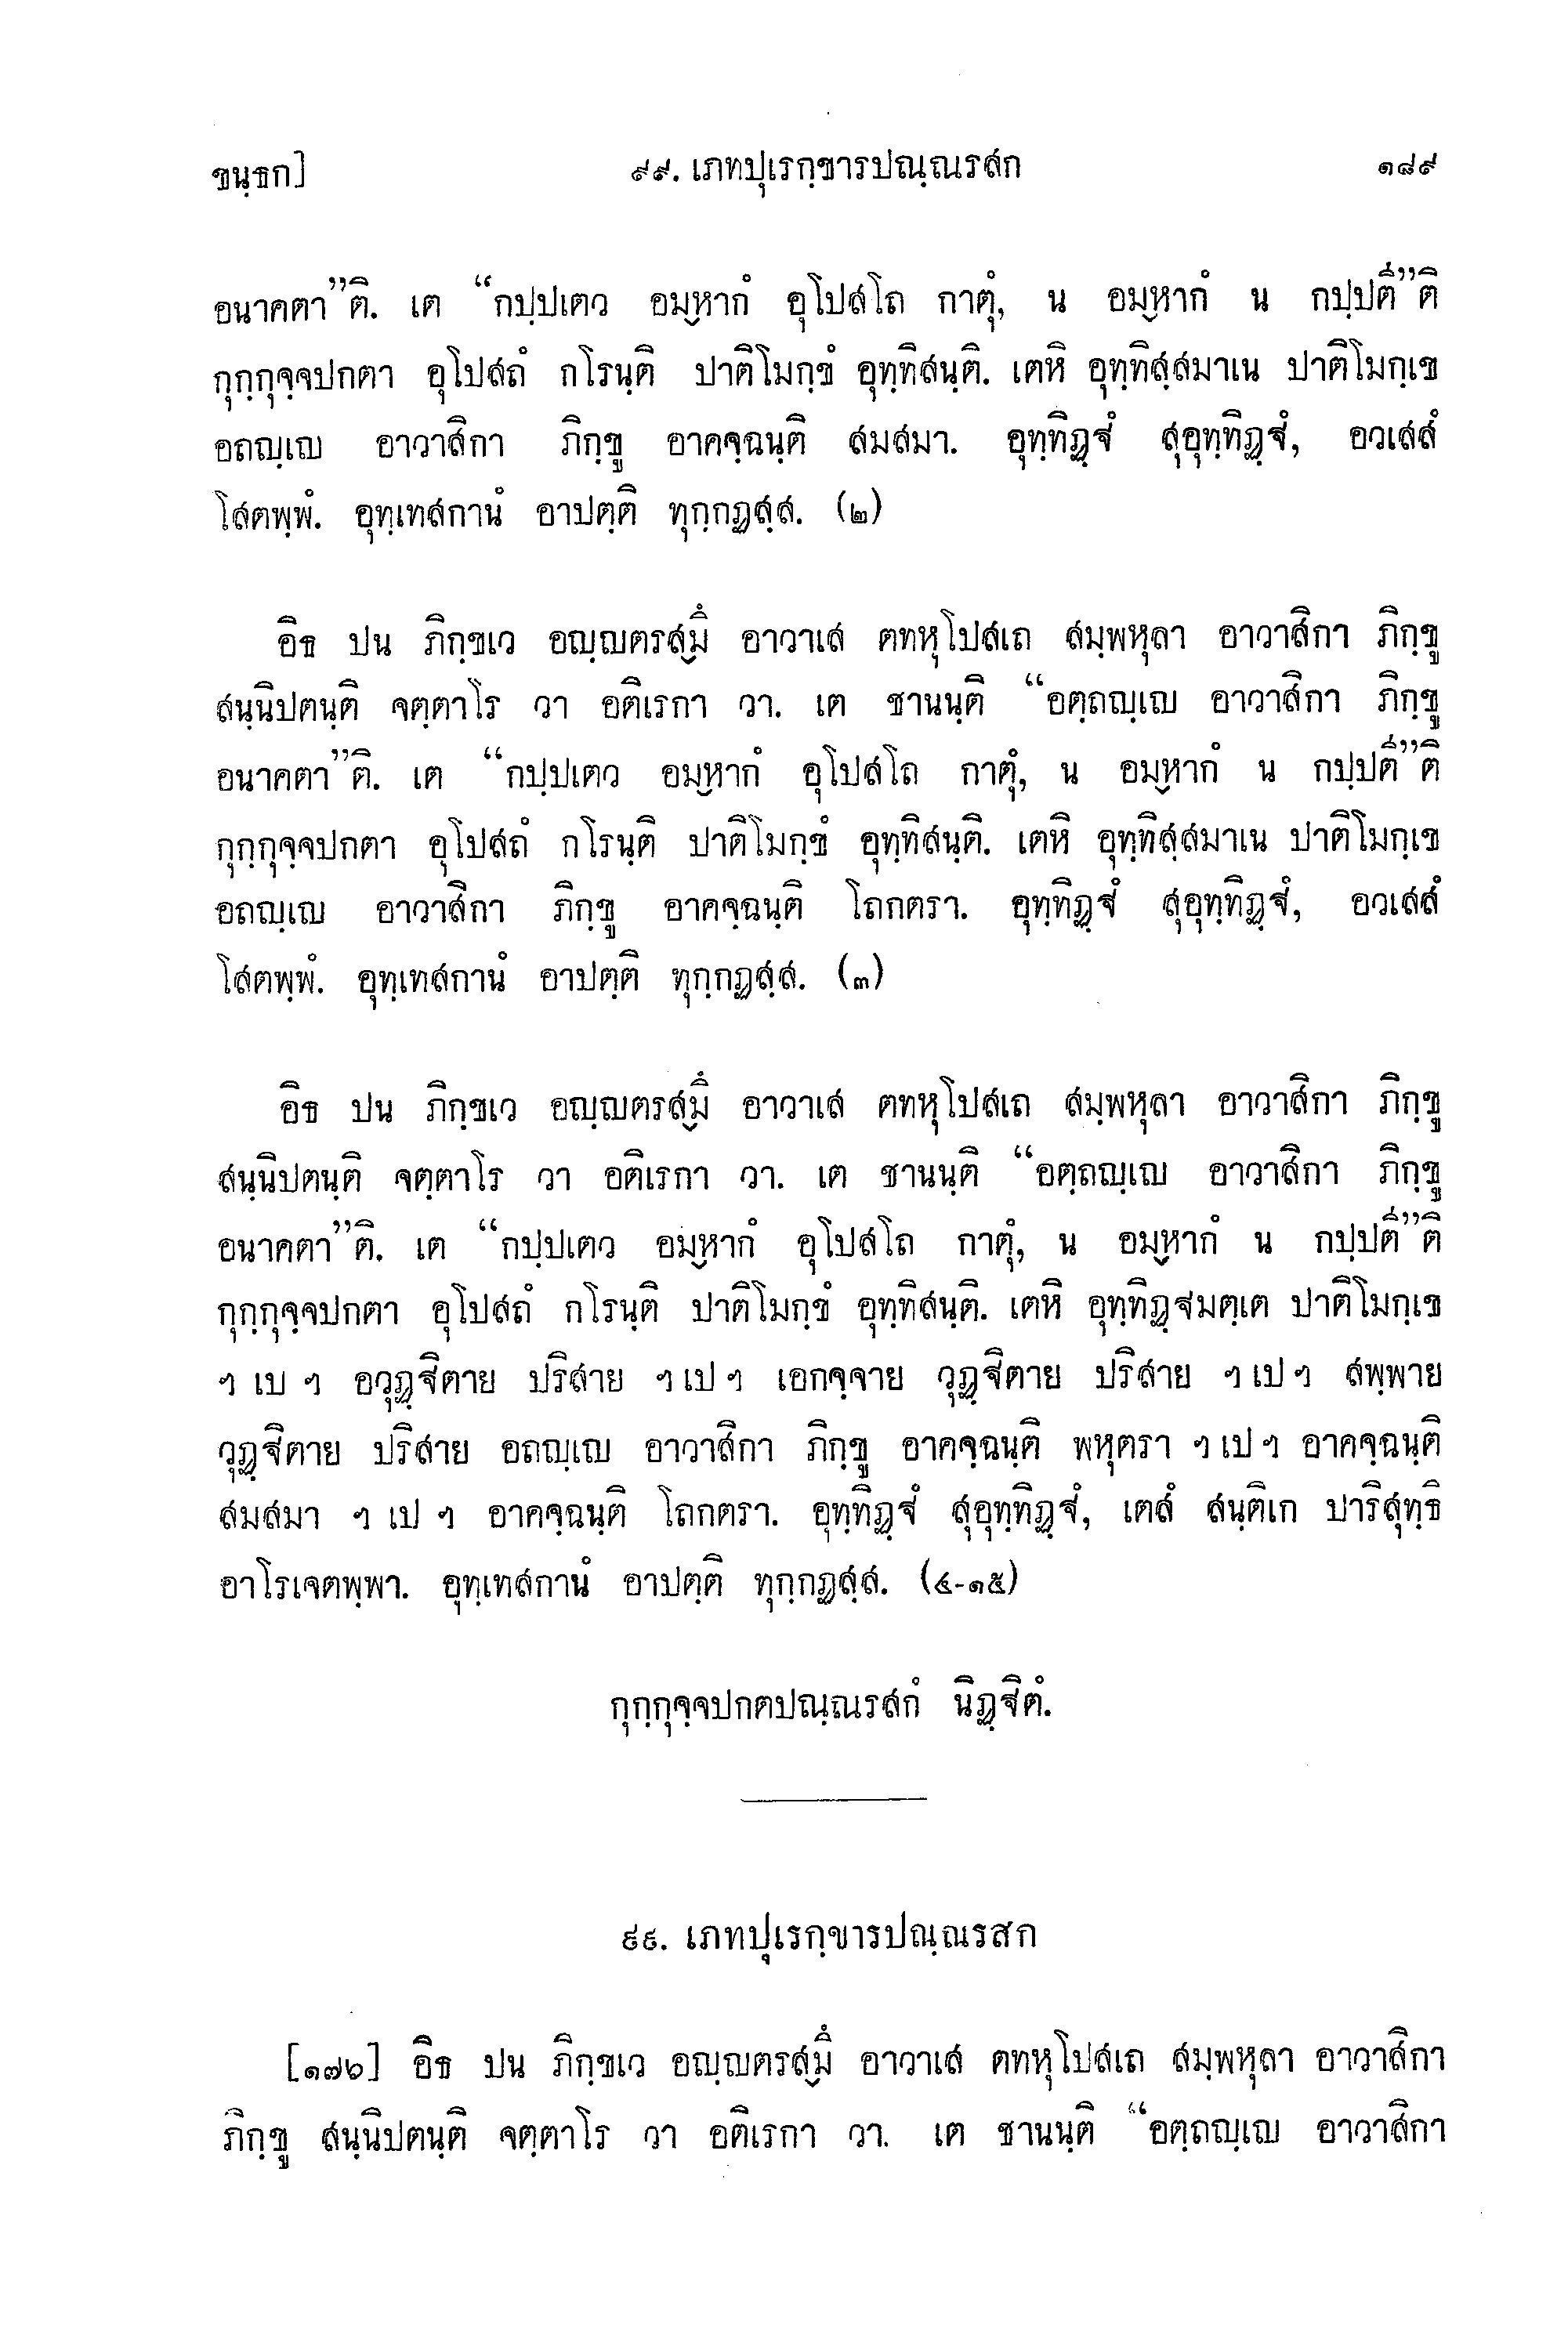 ขนฺธก]
๙๙. เภทปุเรกฺขารปณฺณรสก
๑๘๙
อนาคตา”ติ. เต “กปฺปเตว อมฺหากํ อุโปสโถ กาตุํ, น อมฺหากํ น กปฺปตี”ติ
กุกฺกุจฺจปกตา อุโปสถํ กโรนฺติ ปาติโมกฺขํ อุทฺทิสนฺติ. เตหิ อุทฺทิสฺสมาเน ปาติโมกฺเข
อถญฺเญ อาวาสิกา ภิกฺขู อาคจฺฉนฺติ สมสมา. อุทฺทิฏฺฐํ สุอุทฺทิฏฺฐํ, อวเสสํ
โสตพฺพํ. อุทฺเทสกานํ อาปตฺติ ทุกฺกฏสฺส. (๒)
อิธ ปน ภิกฺขเว อญฺญตรสฺมึ อาวาเส ตทหุโปสเถ สมฺพหุลา อาวาสิกา ภิกฺขู
สนฺนิปตนฺติ จตฺตาโร วา อติเรกา วา. เต ชานนฺติ “อตฺถญฺเญ อาวาสิกา ภิกฺขู
อนาคตา”ติ. เต “กปฺปเตว อมฺหากํ อุโปสโถ กาตุํ, น อมฺหากํ น กปฺปตี”ติ
กุกฺกุจฺจปกตา อุโปสถํ กโรนฺติ ปาติโมกฺขํ อุทฺทิสนฺติ. เตหิ อุทฺทิสฺสมาเน ปาติโมกฺเข
อถญฺเญ อาวาสิกา ภิกฺขู อาคจฺฉนฺติ โถกตรา. อุทฺทิฏฺฐํ สุอุทฺทิฏฺฐํ, อวเสสํ
โสตพฺพํ. อุทฺเทสกานํ อาปตฺติ ทุกฺกฏสฺส. (๓)
อิธ ปน ภิกฺขเว อญฺญตรสฺมึ อาวาเส ตทหุโปสเถ สมฺพหุลา อาวาสิกา ภิกฺขู
สนฺนิปตนฺติ จตฺตาโร วา อติเรกา วา. เต ชานนฺติ “อตฺถญฺเญ อาวาสิกา ภิกฺขู
อนาคตา”ติ. เต “กปฺปเตว อมฺหากํ อุโปสโถ กาตุํ, น อมฺหากํ น กปฺปตี”ติ
กุกฺกุจฺจปกตา อุโปสถํ กโรนฺติ ปาติโมกฺขํ อุทฺทิสนฺติ. เตหิ อุทฺทิฏฺฐมตฺเต ปาติโมกฺเข
ฯ เบ ฯ อวุฏฺฐิตาย ปริสาย ฯ เป ฯ เอกจฺจาย วุฏฺฐิตาย ปริสาย ฯ เป ฯ สพฺพาย
วุฏฺฐิตาย ปริสาย อถญฺเญ อาวาสิกา ภิกฺขู อาคจฺฉนฺติ พหุตรา ฯ เป ฯ อาคจฺฉนฺติ
สมสมา ฯ เป ฯ อาคจฺฉนฺติ โถกตรา. อุทฺทิฏฺฐํ สุอุทฺทิฏฺฐํ, เตสํ สนฺติเก ปาริสุทฺธิ
อาโรเจตพฺพา. อุทฺเทสกานํ อาปตฺติ ทุกฺกฏสฺส. (๔-๑๕)
กุกฺกุจฺจปกตปณฺณรสกํ นิฏฺฐิตํ.
๙๙. เภทปุเรกฺขารปณฺณรสก
[๑๗๖] อิธ ปน ภิกฺขเว อญฺญตรสฺมึ อาวาเส ตทหุโปสเถ สมฺพหุลา อาวาสิกา
ภิกฺขู สนฺนิปตนฺติ จตฺตาโร วา อติเรกา วา. เต ชานนฺติ “อตฺถญฺเญ อาวาสิกา